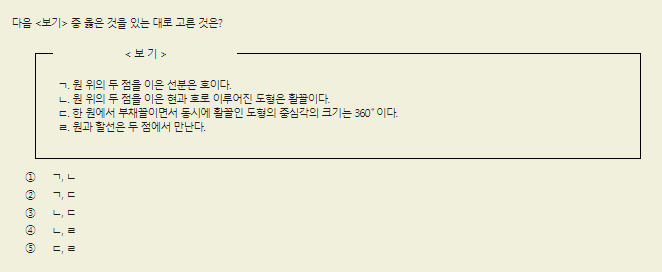 다음 <보기> 중 옳은 것을 있는 대로 고른 것은?
< 보 기 >
ㄱ. 원 위의 두 점을 이은 선분은 호이다.
ㄴ. 원 위의 두 점을 이은 현과 호로 이루어진 도형은 활꼴이다.
ㄷ. 한 원에서 부채꼴이면서 동시에 활꼴인 도형의 중심각의 크기는 360˚ 이다.
ㄹ. 원과 할선은 두 점에서 만난다.
① ㄱ, ㄴ
② ㄱ, ㄷ
③ ㄴ, ㄷ
④ ㄴ, ㄹ
⑤ ㄷ, ㄹ